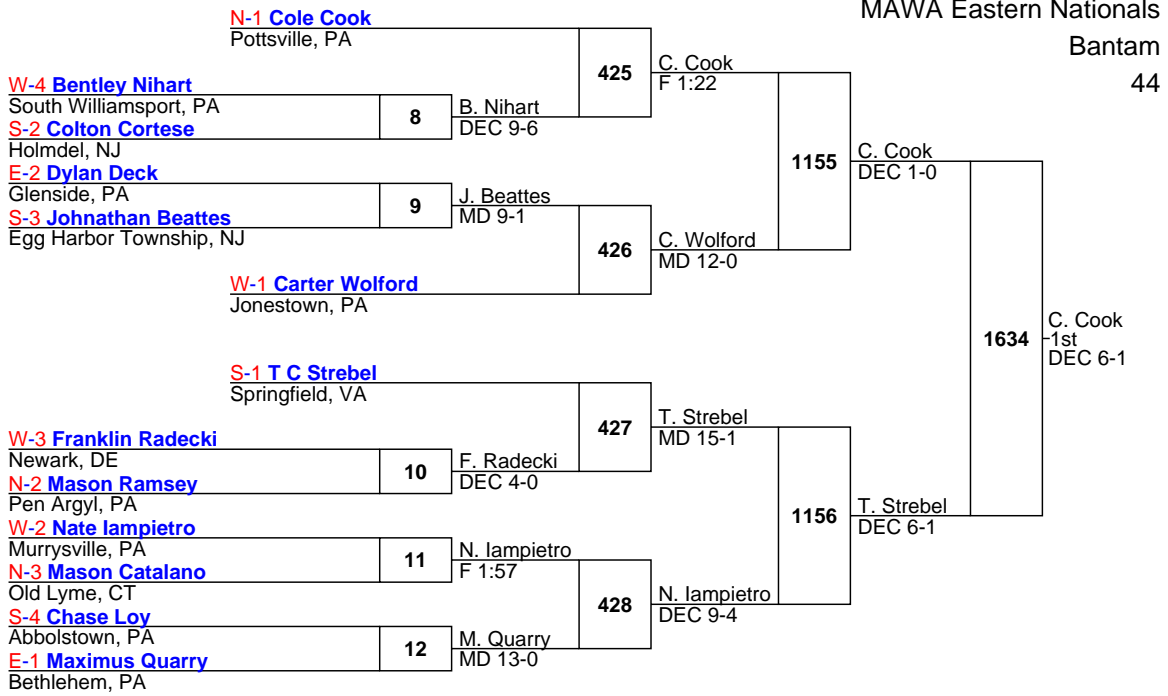 MAWA Eastern Nationals
Bantam
44
N-1 Cole Cook
Pottsville, PA
425
C. Cook
F 1:22
W-4 Bentley Nihart
South Williamsport, PA
8
B. Nihart
DEC 9-6
S-2 Colton Cortese
Holmdel, NJ
1155
C. Cook
DEC 1-0
E-2 Dylan Deck
Glenside, PA
9
J. Beattes
MD 9-1
S-3 Johnathan Beattes
Egg Harbor Township, NJ
426
C. Wolford
MD 12-0
W-1 Carter Wolford
Jonestown, PA
1634
C. Cook
1st
DEC 6-1
S-1 T C Strebel
Springfield, VA
427
T. Strebel
MD 15-1
W-3 Franklin Radecki
Newark, DE
10
F. Radecki
DEC 4-0
N-2 Mason Ramsey
Pen Argyl, PA
1156
T. Strebel
DEC 6-1
W-2 Nate Iampietro
Murrysville, PA
11
N. Iampietro
F 1:57
N-3 Mason Catalano
Old Lyme, CT
428
N. Iampietro
DEC 9-4
S-4 Chase Loy
Abbolstown, PA
12
M. Quarry
MD 13-0
E-1 Maximus Quarry
Bethlehem, PA